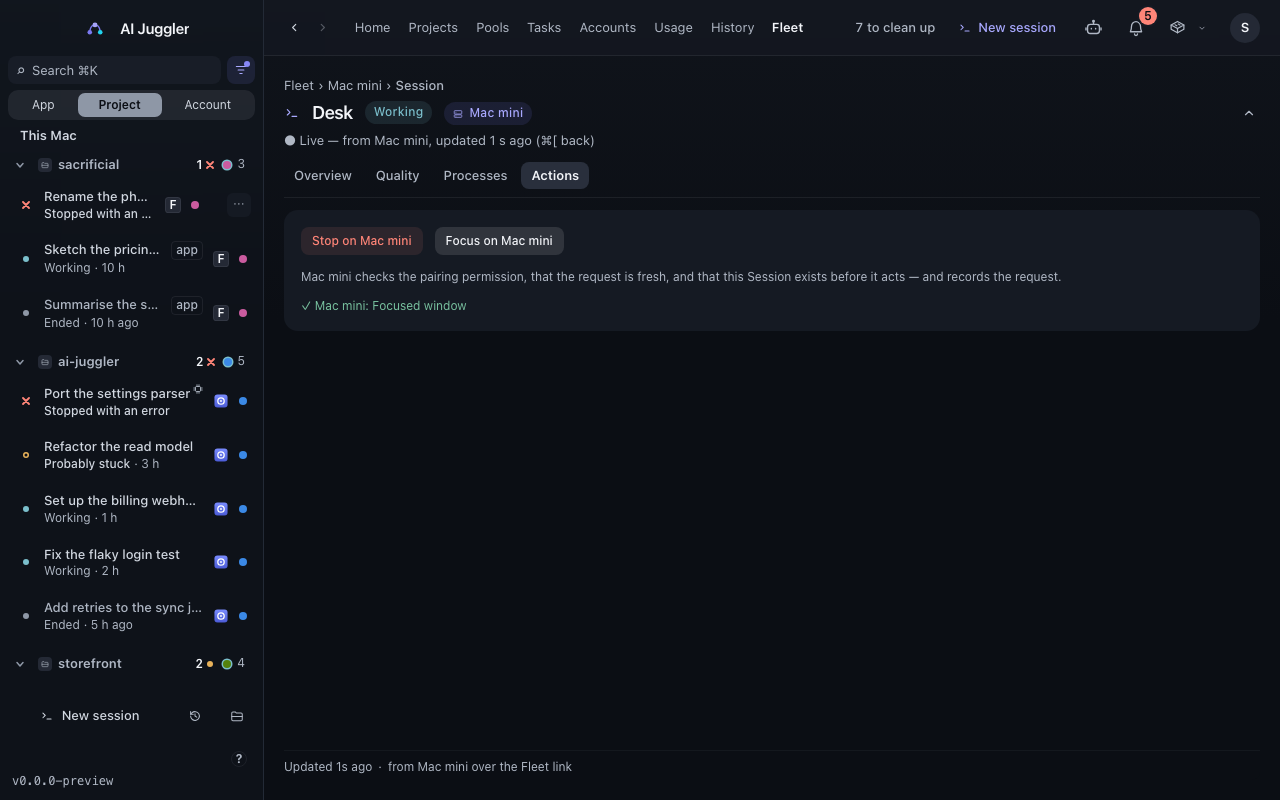 AI Juggler
Search ⌘K
App Project Account
This Mac
sacrificial 1 3
Rename the ph...
Stopped with an ... F
Sketch the pricin... app
Working · 10 h F
Summarise the s... app
Ended · 10 h ago F
ai-juggler 2 5
Port the settings parser
Stopped with an error
Refactor the read model
Probably stuck · 3 h
Set up the billing webh...
Working · 1 h
Fix the flaky login test
Working · 2 h
Add retries to the sync j...
Ended · 5 h ago
storefront 2 4
New session
?
v0.0.0-preview
Home Projects Pools Tasks Accounts Usage History Fleet 7 to clean up New session 5 S
Fleet › Mac mini › Session
Desk Working Mac mini
Live — from Mac mini, updated 1 s ago (⌘[ back)
Overview Quality Processes Actions
Stop on Mac mini Focus on Mac mini
Mac mini checks the pairing permission, that the request is fresh, and that this Session exists before it acts — and records the request.
✓ Mac mini: Focused window
Updated 1s ago · from Mac mini over the Fleet link